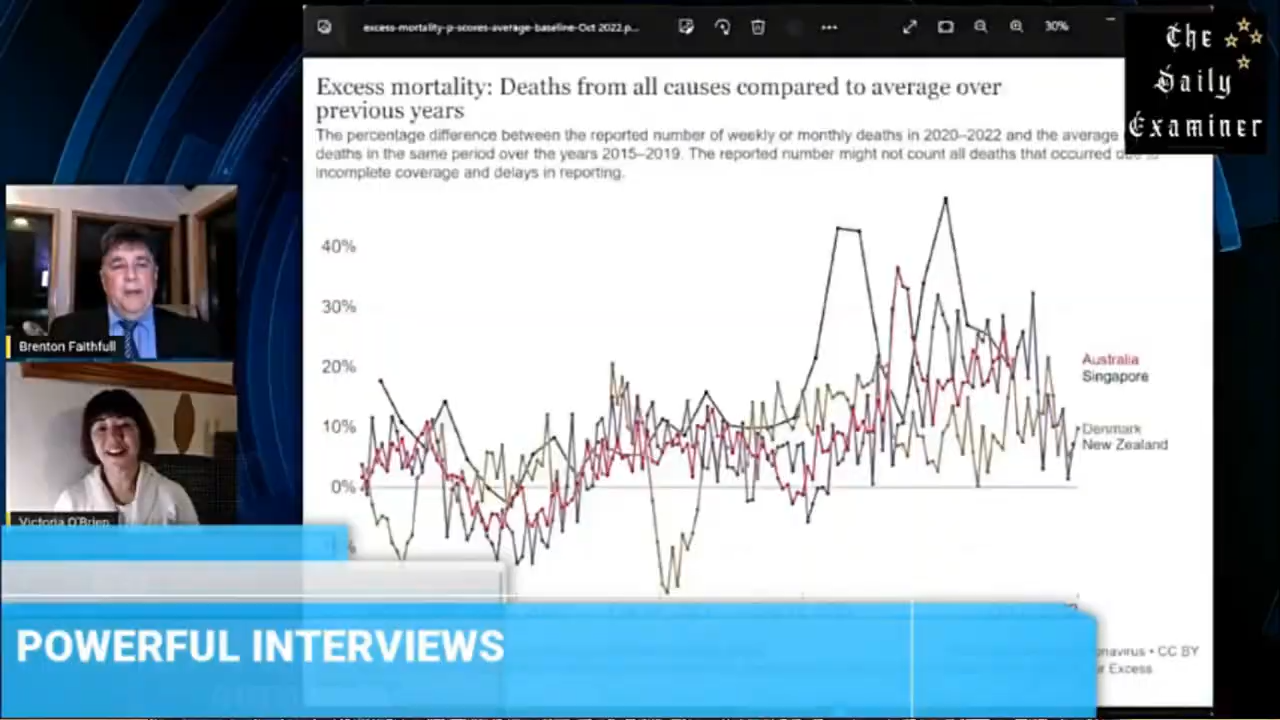 excess-mortality-p-scores-average-baseline-Oct 2022.p...
30%
The
Daily
Examiner
Excess mortality: Deaths from all causes compared to average over
previous years
The percentage difference between the reported number of weekly or monthly deaths in 2020–2022 and the average
deaths in the same period over the years 2015–2019. The reported number might not count all deaths that occurred
incomplete coverage and delays in reporting.
40%
30%
20%
10%
0%
%
Australia
Singapore
Denmark
New Zealand
Brenton Faithfull
Victoria O'Brien
POWERFUL INTERVIEWS
onavirus • CC BY
r Excess